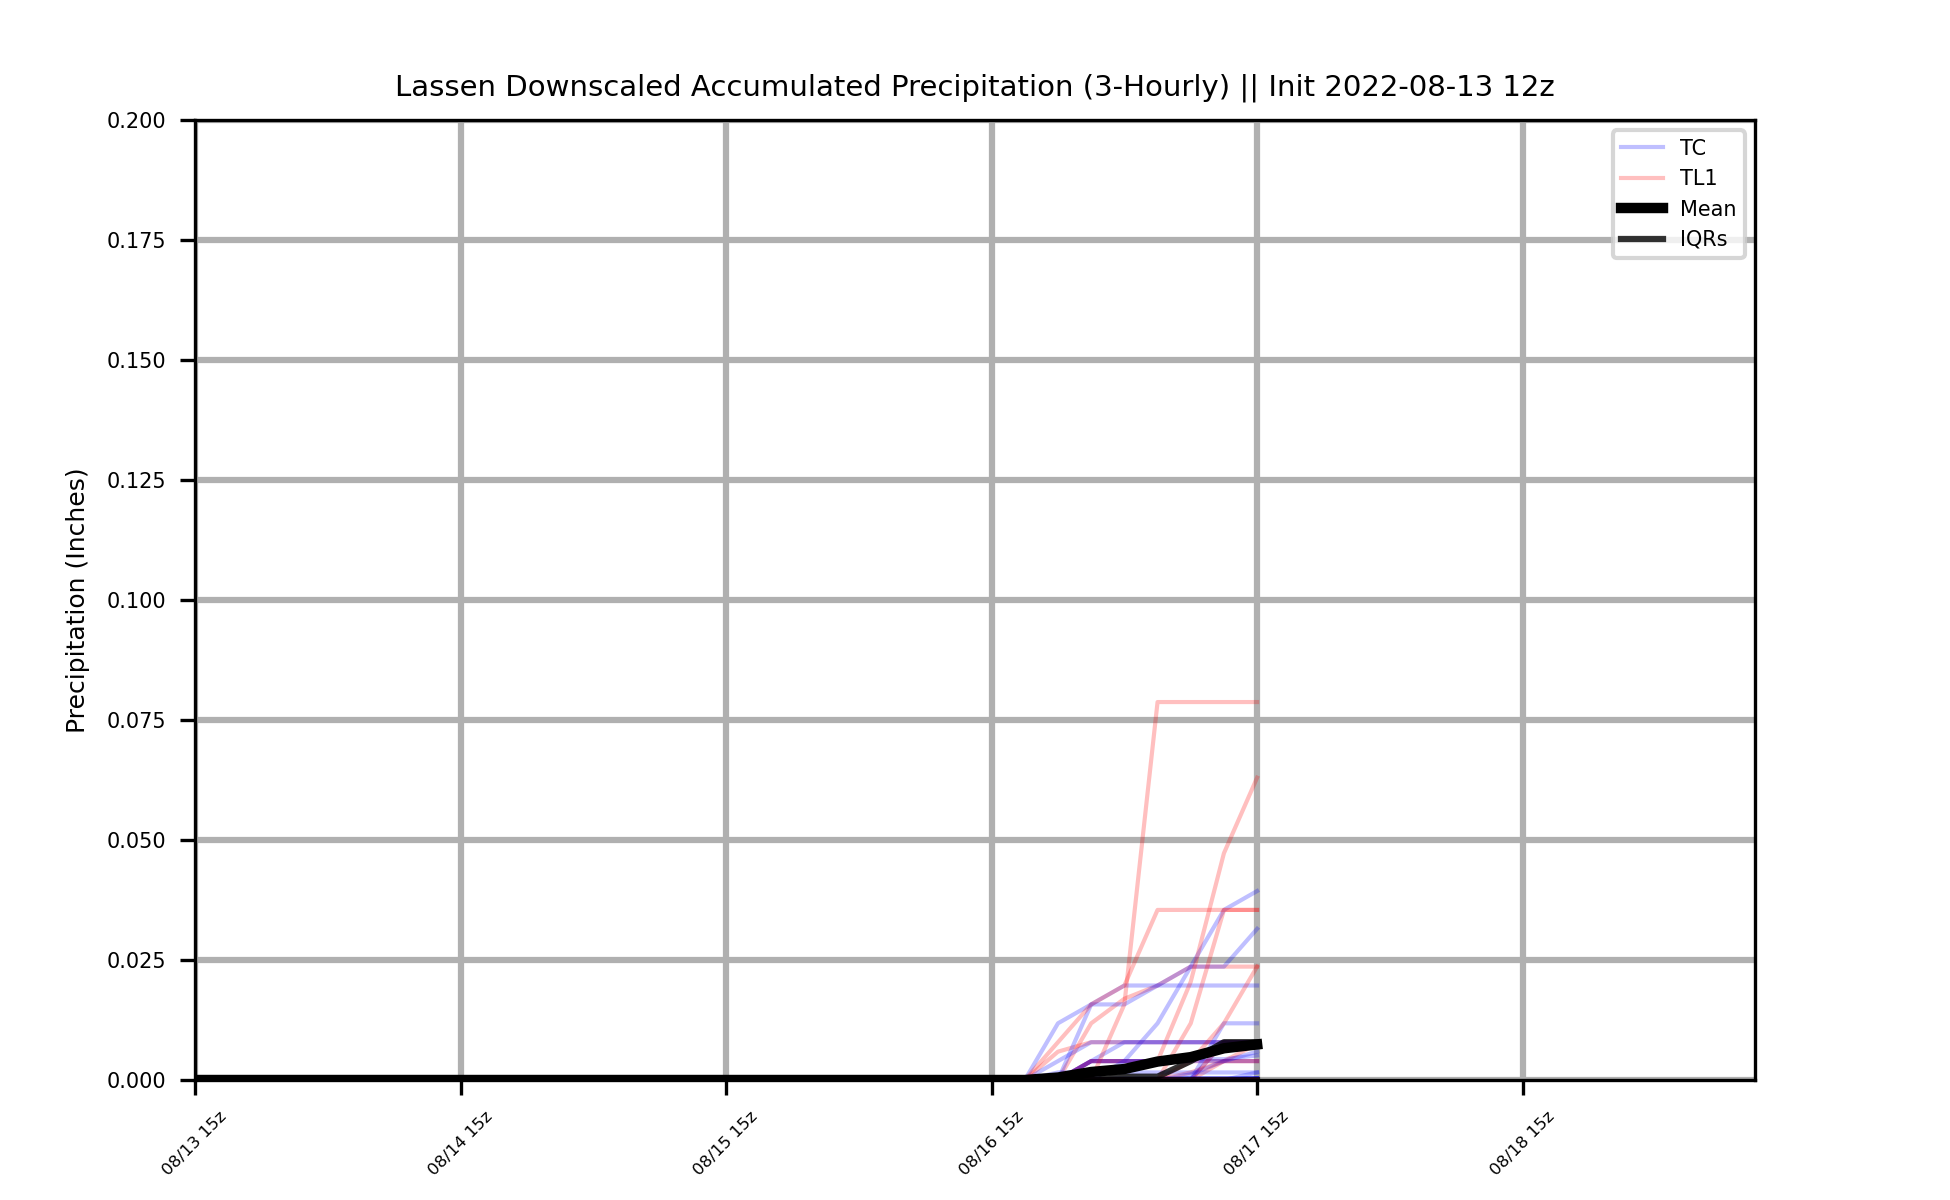 Lassen Downscaled Accumulated Precipitation (3-Hourly) || Init 2022-08-13 12z
TC
TL1
Mean
IQRs
Precipitation (Inches)
0.200
0.175
0.150
0.125
0.100
0.075
0.050
0.025
0.000
08/13 15z
08/14 15z
08/15 15z
08/16 15z
08/17 15z
08/18 15z